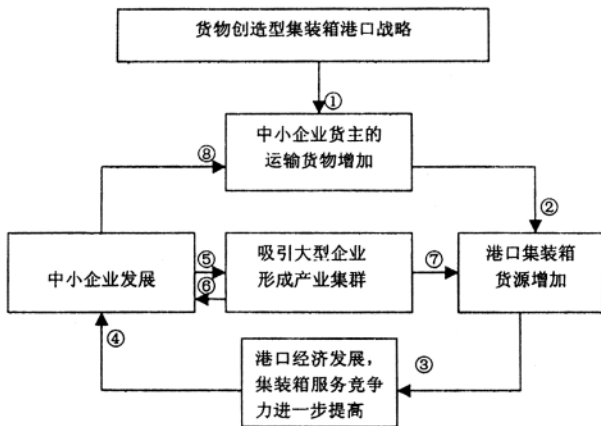 货物创造型集装箱港口战略
①
中小企业货主的
运输货物增加
⑧
②
中小企业发展
⑤
⑥
吸引大型企业
形成产业集群
⑦
港口集装箱
货源增加
④
港口经济发展，
集装箱服务竞争
力进一步提高
③